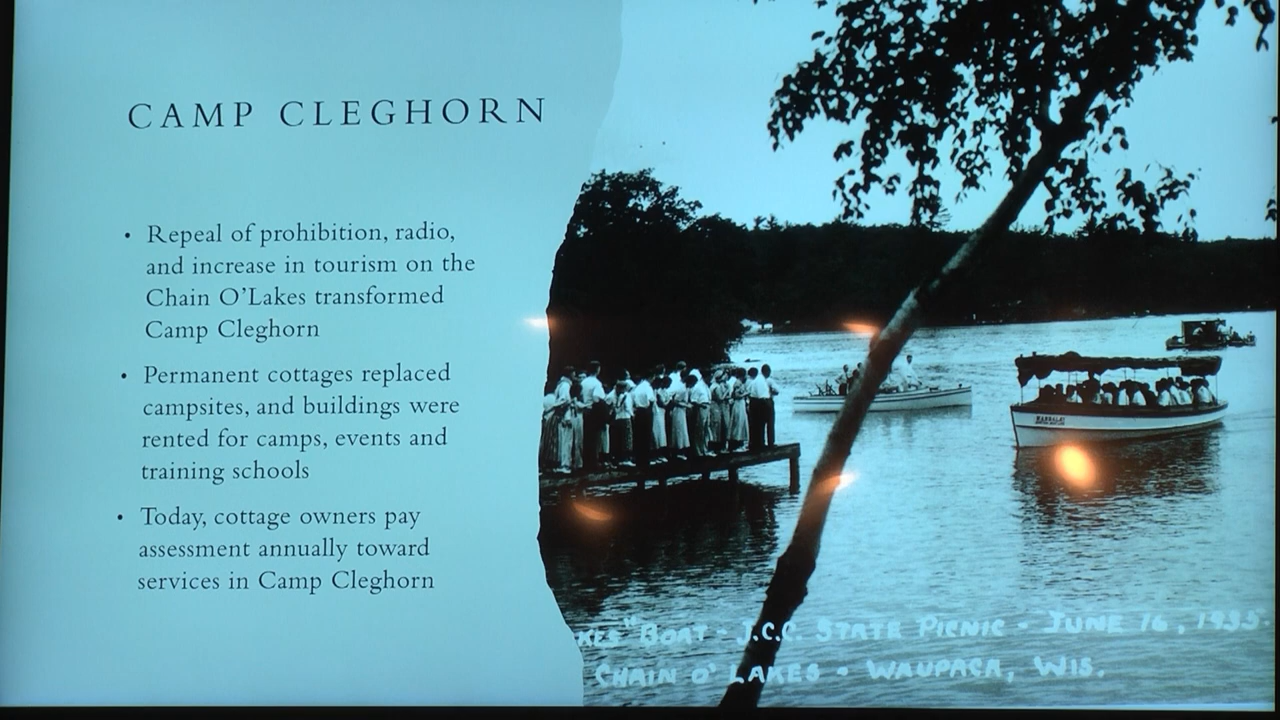 CAMP CLEGHORN
• Repeal of prohibition, radio,
and increase in tourism on the
Chain O'Lakes transformed
Camp Cleghorn
• Permanent cottages replaced
campsites, and buildings were
rented for camps, events and
training schools
• Today, cottage owners pay
assessment annually toward
services in Camp Cleghorn
KES" BOAT - J.C.C. STATE PICNIC - JUNE 16, 1935.
CHAIN O' LAKES - WAUPACA, WIS.